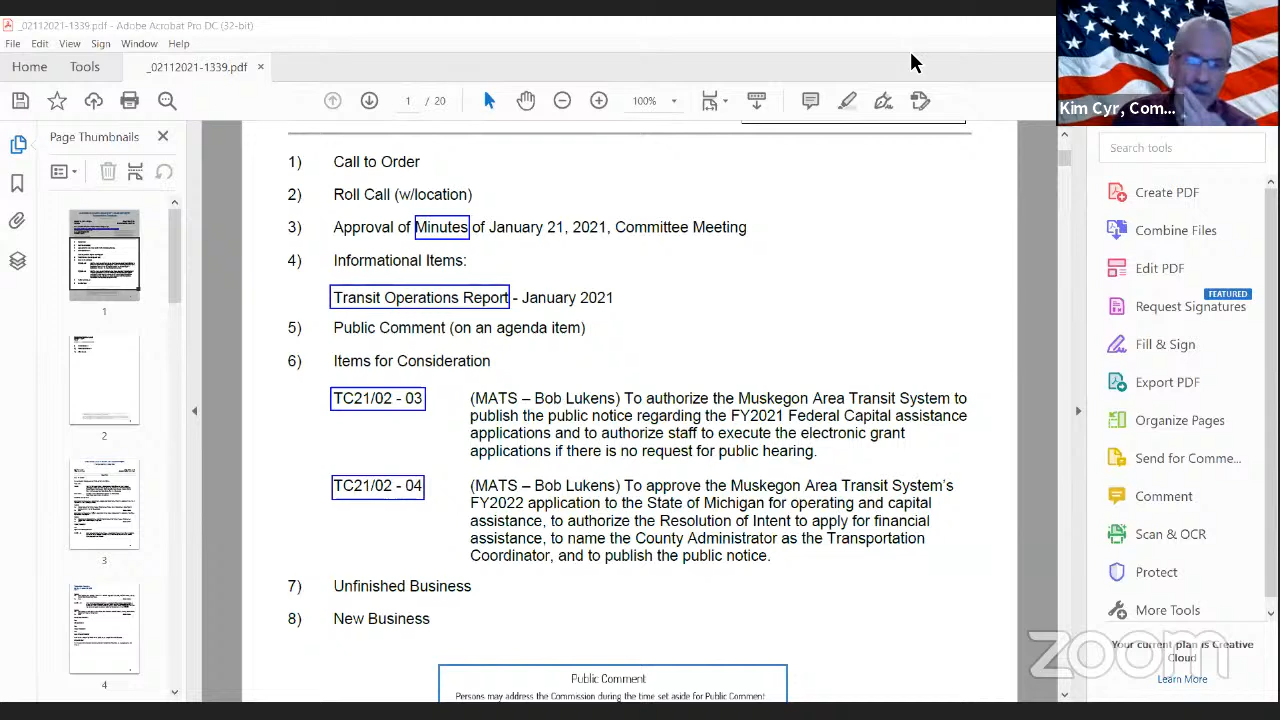 _02112021-1339.pdf - Adobe Acrobat Pro DC (32-bit)
File Edit View Sign Window Help
Home Tools _02112021-1339.pdf ×
1 / 20 100%
Kim Cyr, Com...
Page Thumbnails
Search tools
1) Call to Order
2) Roll Call (w/location)
3) Approval of Minutes of January 21, 2021, Committee Meeting
4) Informational Items:
Transit Operations Report - January 2021
5) Public Comment (on an agenda item)
6) Items for Consideration
TC21/02 - 03 (MATS – Bob Lukens) To authorize the Muskegon Area Transit System to
publish the public notice regarding the FY2021 Federal Capital assistance
applications and to authorize staff to execute the electronic grant
applications if there is no request for public hearing.
TC21/02 - 04 (MATS – Bob Lukens) To approve the Muskegon Area Transit System's
FY2022 application to the State of Michigan for operating and capital
assistance, to authorize the Resolution of Intent to apply for financial
assistance, to name the County Administrator as the Transportation
Coordinator, and to publish the public notice.
7) Unfinished Business
8) New Business
Public Comment
Persons may address the Commission during the time set aside for Public Comment
1
2
3
4
Create PDF
Combine Files
Edit PDF
FEATURED
Request Signatures
Fill & Sign
Export PDF
Organize Pages
Send for Comme...
Comment
Scan & OCR
Protect
More Tools
Your current plan is Creative
Cloud
Learn More
zoom